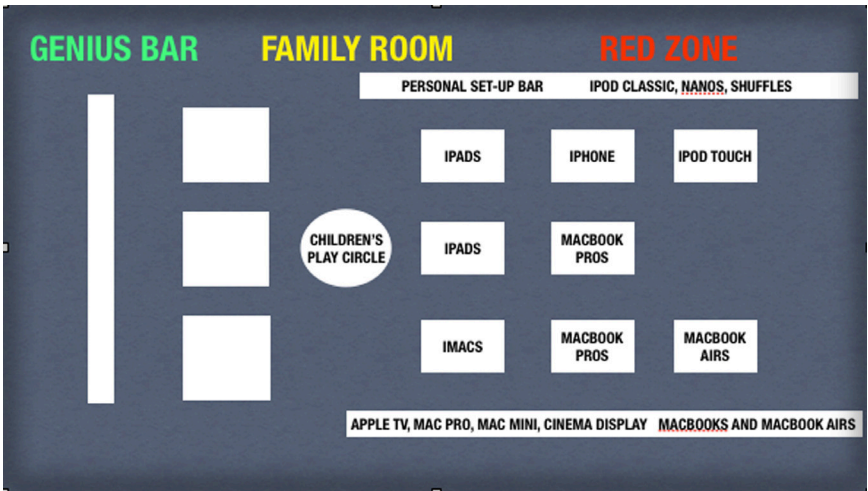 GENIUS BAR
FAMILY ROOM
RED ZONE
PERSONAL SET-UP BAR
IPOD CLASSIC, NANOS, SHUFFLES
IPADS
IPHONE
IPOD TOUCH
CHILDREN'S
PLAY CIRCLE
IPADS
MACBOOK
PROS
IMACS
MACBOOK
PROS
MACBOOK
AIRS
APPLE TV, MAC PRO, MAC MINI, CINEMA DISPLAY
MACBOOKS AND MACBOOK AIRS